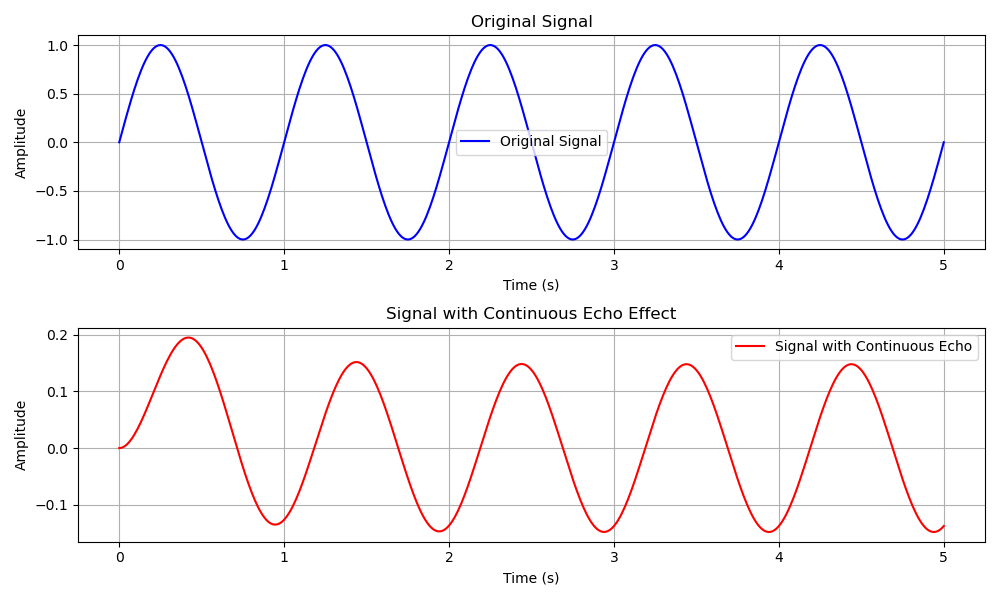 Original Signal
1.0
0.5
0.0
−0.5
−1.0
Amplitude
Original Signal
0
1
2
3
4
5
Time (s)
Signal with Continuous Echo Effect
0.2
0.1
0.0
−0.1
Amplitude
Signal with Continuous Echo
0
1
2
3
4
5
Time (s)